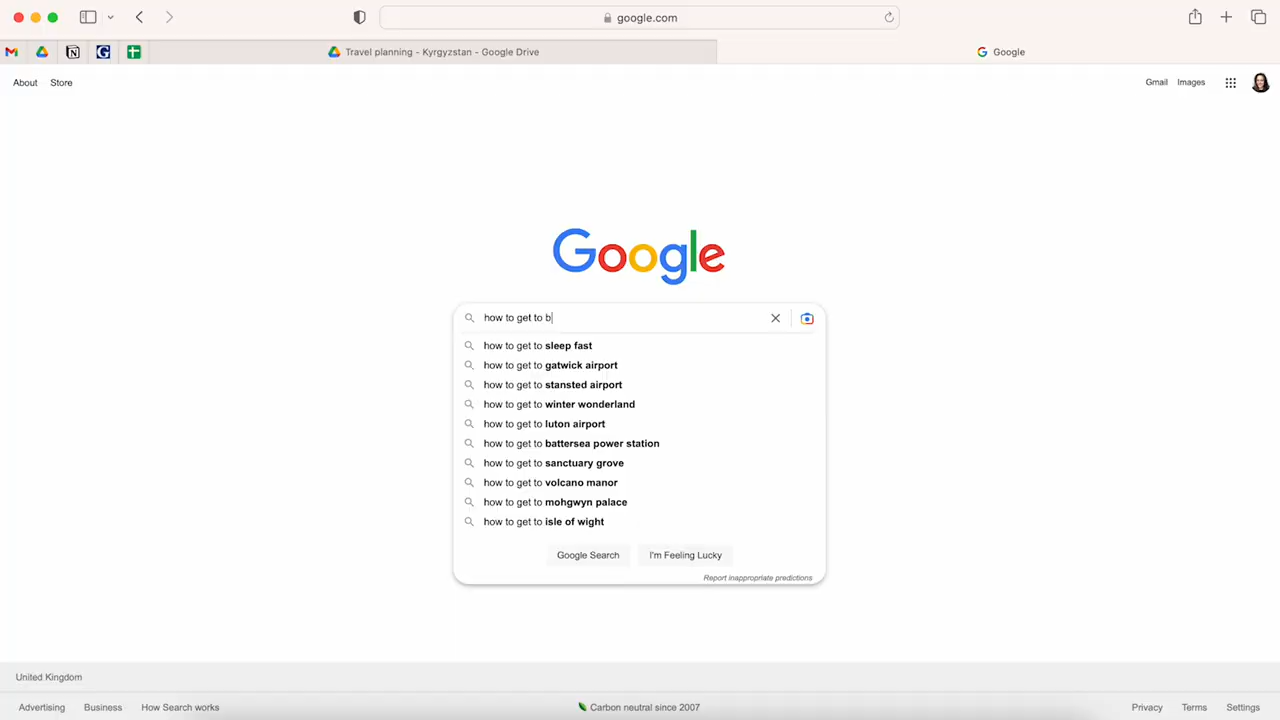 google.com
Travel planning - Kyrgyzstan - Google Drive
Google
About Store
Gmail Images
Google
how to get to b
how to get to sleep fast
how to get to gatwick airport
how to get to stansted airport
how to get to winter wonderland
how to get to luton airport
how to get to battersea power station
how to get to sanctuary grove
how to get to volcano manor
how to get to mohgwyn palace
how to get to isle of wight
Google Search I'm Feeling Lucky
Report inappropriate predictions
United Kingdom
Advertising Business How Search works Carbon neutral since 2007 Privacy Terms Settings